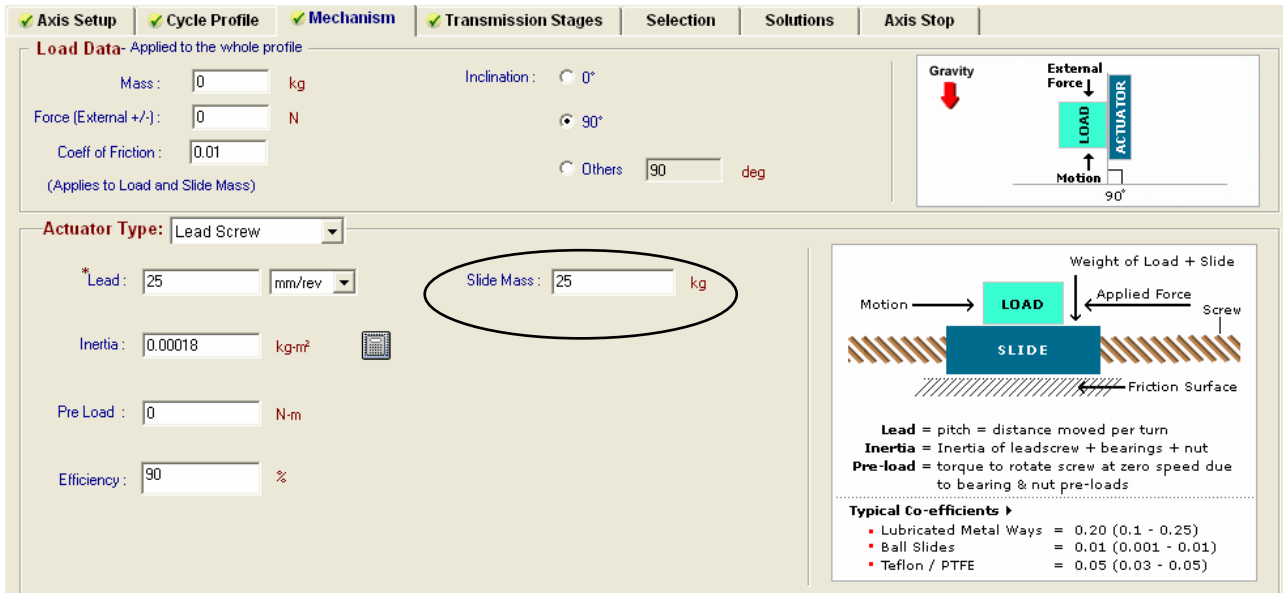 Axis Setup Cycle Profile Mechanism Transmission Stages Selection Solutions Axis Stop
Load Data- Applied to the whole profile
Mass : 0 kg
Force (External +/-) : 0 N
Coeff of Friction : 0.01
(Applies to Load and Slide Mass)
Inclination : 0°
90°
Others 90 deg
Gravity
External
Force
LOAD
ACTUATOR
Motion
90°
Actuator Type: Lead Screw
*Lead : 25 mm/rev
Slide Mass : 25 kg
Inertia : 0.00018 kg-m²
Pre Load : 0 N-m
Efficiency : 90 %
Weight of Load + Slide
Motion LOAD Applied Force
Screw
SLIDE
Friction Surface
Lead = pitch = distance moved per turn
Inertia = Inertia of leadscrew + bearings + nut
Pre-load = torque to rotate screw at zero speed due
to bearing & nut pre-loads
Typical Co-efficients
Lubricated Metal Ways = 0.20 (0.1 - 0.25)
Ball Slides = 0.01 (0.001 - 0.01)
Teflon / PTFE = 0.05 (0.03 - 0.05)